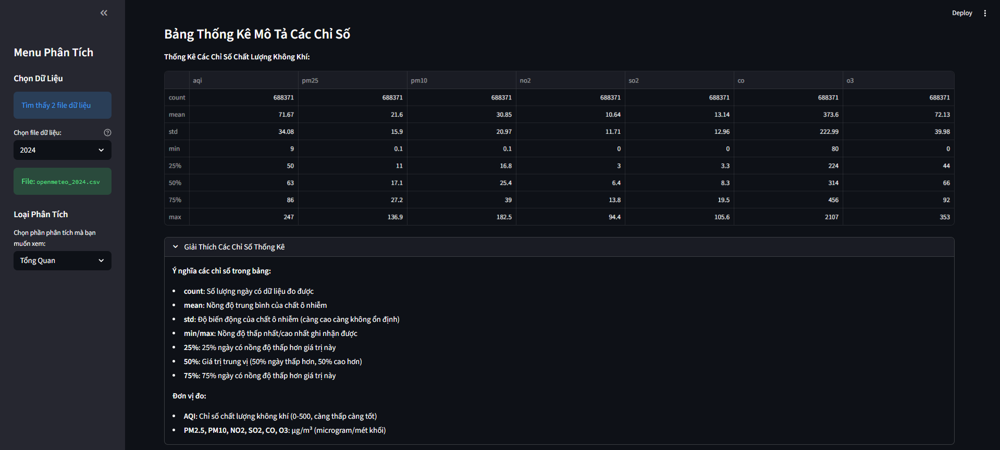 Deploy
Menu Phân Tích
Chọn Dữ Liệu
Tìm thấy 2 file dữ liệu
Chọn file dữ liệu:
2024
File: openmeteo_2024.csv
Loại Phân Tích
Chọn phần phân tích mà bạn
muốn xem:
Tổng Quan
Bảng Thống Kê Mô Tả Các Chỉ Số
Thống Kê Các Chỉ Số Chất Lượng Không Khí:
aqi pm25 pm10 no2 so2 co o3
count 688371 688371 688371 688371 688371 688371 688371
mean 71.67 21.6 30.85 10.64 13.14 373.6 72.13
std 34.08 15.9 20.97 11.71 12.96 222.99 39.98
min 9 0.1 0.1 0 0 80 0
25% 50 11 16.8 3 3.3 224 44
50% 63 17.1 25.4 6.4 8.3 314 66
75% 86 27.2 39 13.8 19.5 456 92
max 247 136.9 182.5 94.4 105.6 2107 353
Giải Thích Các Chỉ Số Thống Kê
Ý nghĩa các chỉ số trong bảng:
• count: Số lượng ngày có dữ liệu đo được
• mean: Nồng độ trung bình của chất ô nhiễm
• std: Độ biến động của chất ô nhiễm (càng cao càng không ổn định)
• min/max: Nồng độ thấp nhất/cao nhất ghi nhận được
• 25%: 25% ngày có nồng độ thấp hơn giá trị này
• 50%: Giá trị trung vị (50% ngày thấp hơn, 50% cao hơn)
• 75%: 75% ngày có nồng độ thấp hơn giá trị này
Đơn vị đo:
• AQI: Chỉ số chất lượng không khí (0-500, càng thấp càng tốt)
• PM2.5, PM10, NO2, SO2, CO, O3: µg/m³ (microgram/mét khối)